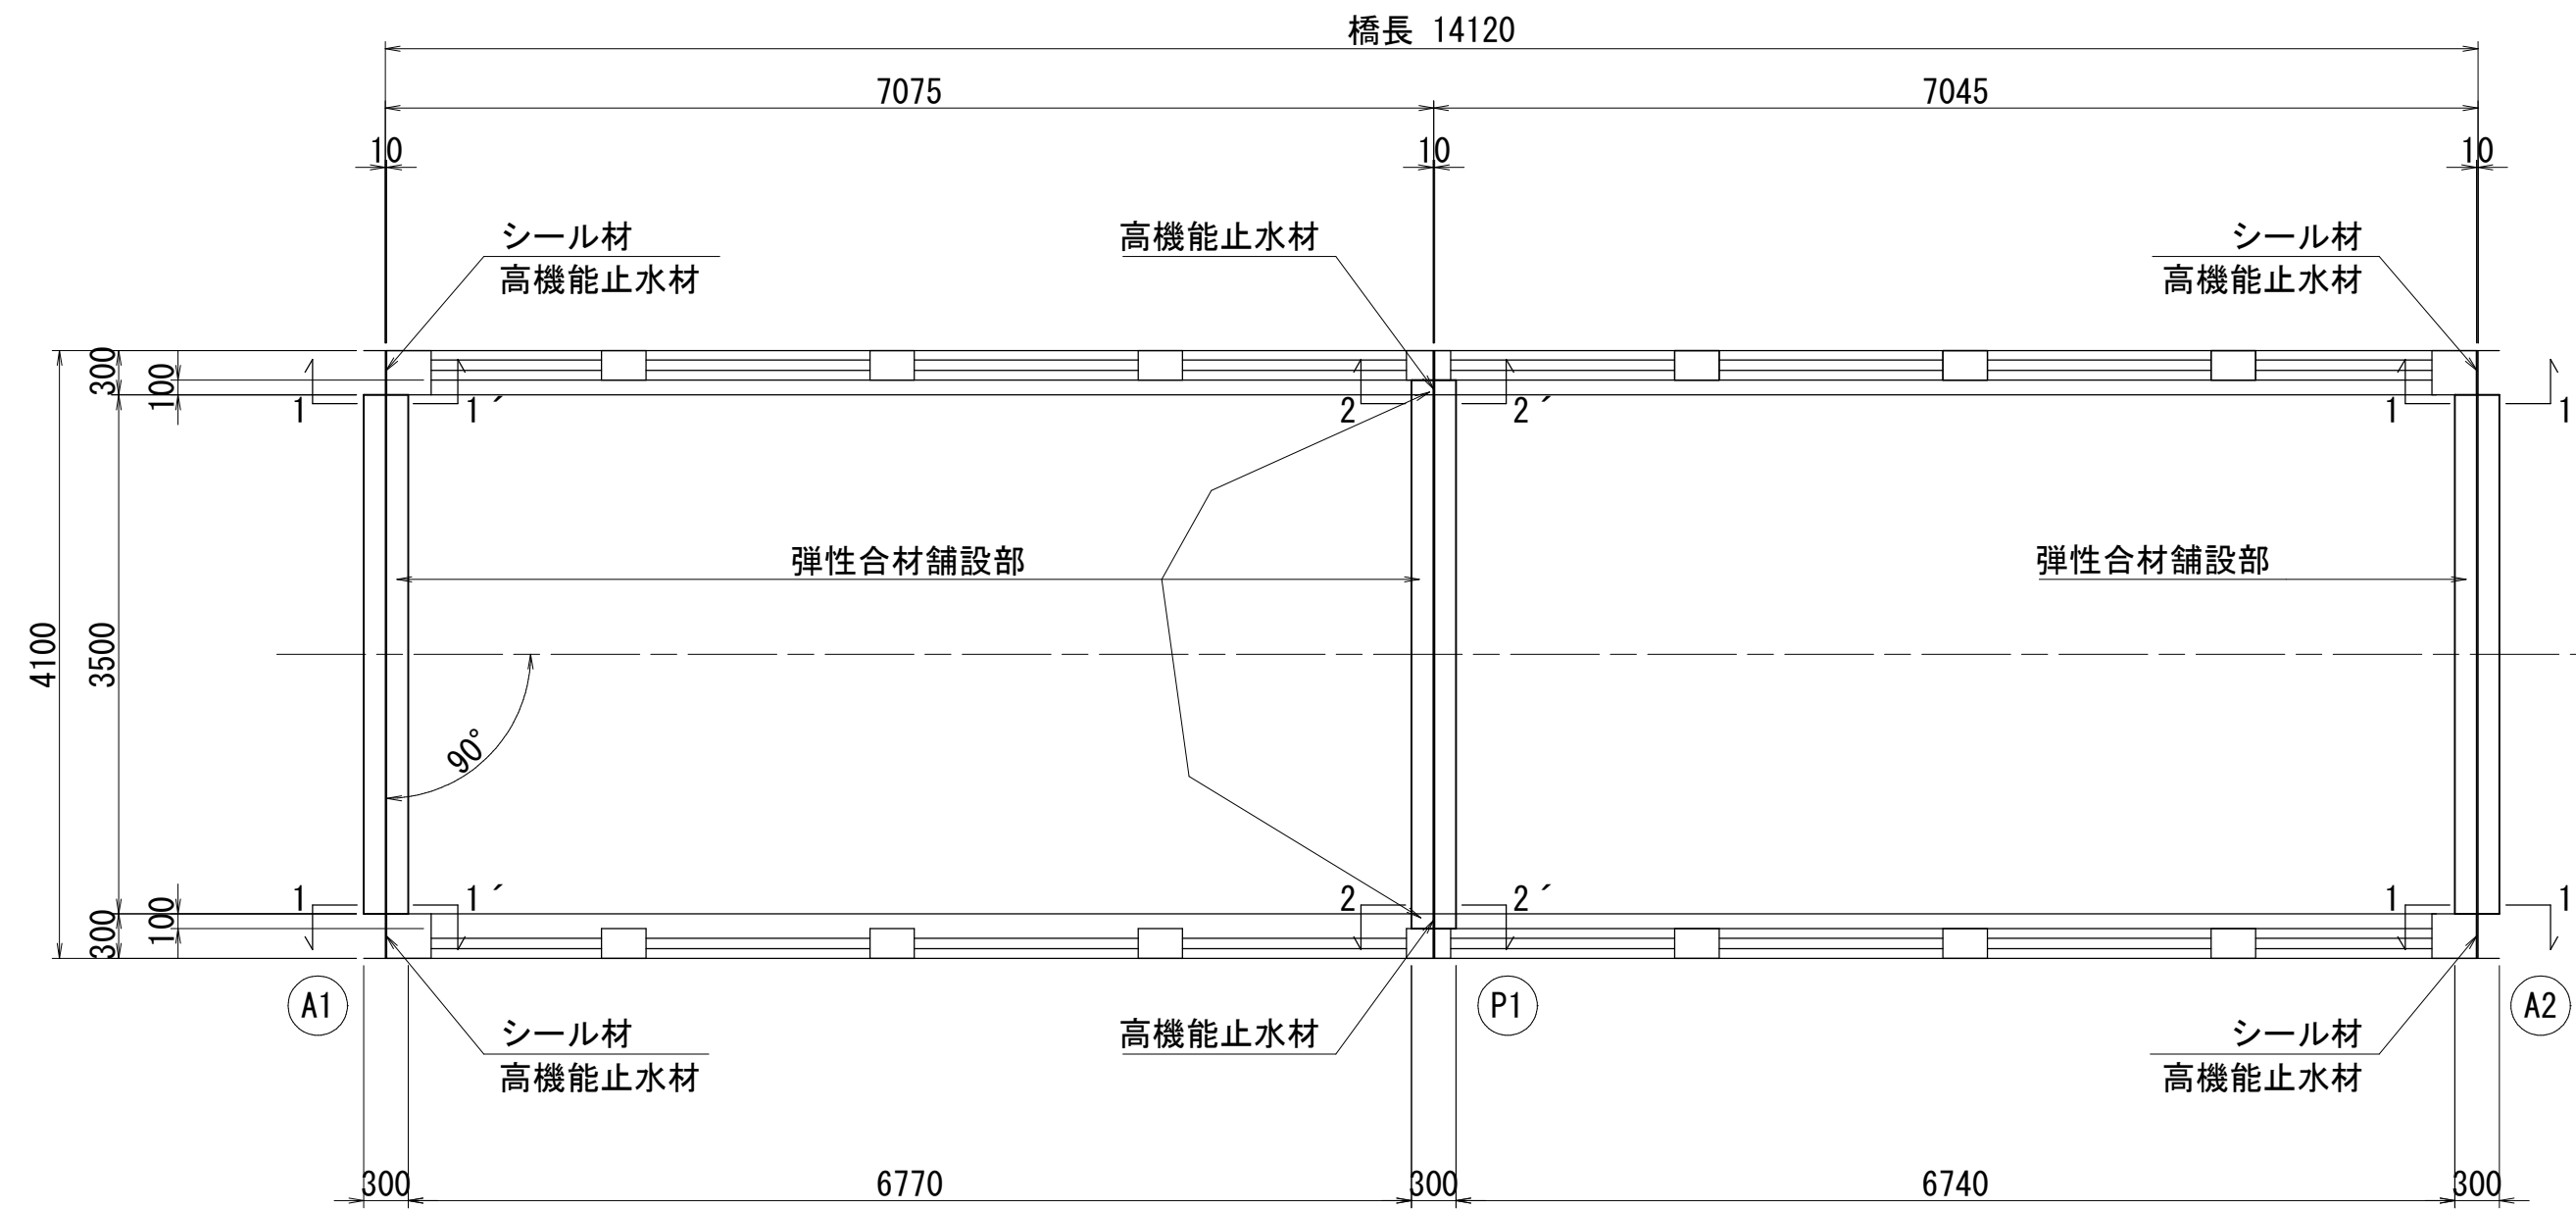 橋長 14120
7075
7045
10
10
10
シール材
高機能止水材
高機能止水材
シール材
高機能止水材
300
100
1
1´
2
2´
1
1
弾性合材舗設部
弾性合材舗設部
4100
3500
90°
300
100
1
1´
2
2´
1
1
A1
P1
A2
シール材
高機能止水材
高機能止水材
シール材
高機能止水材
300
6770
300
6740
300